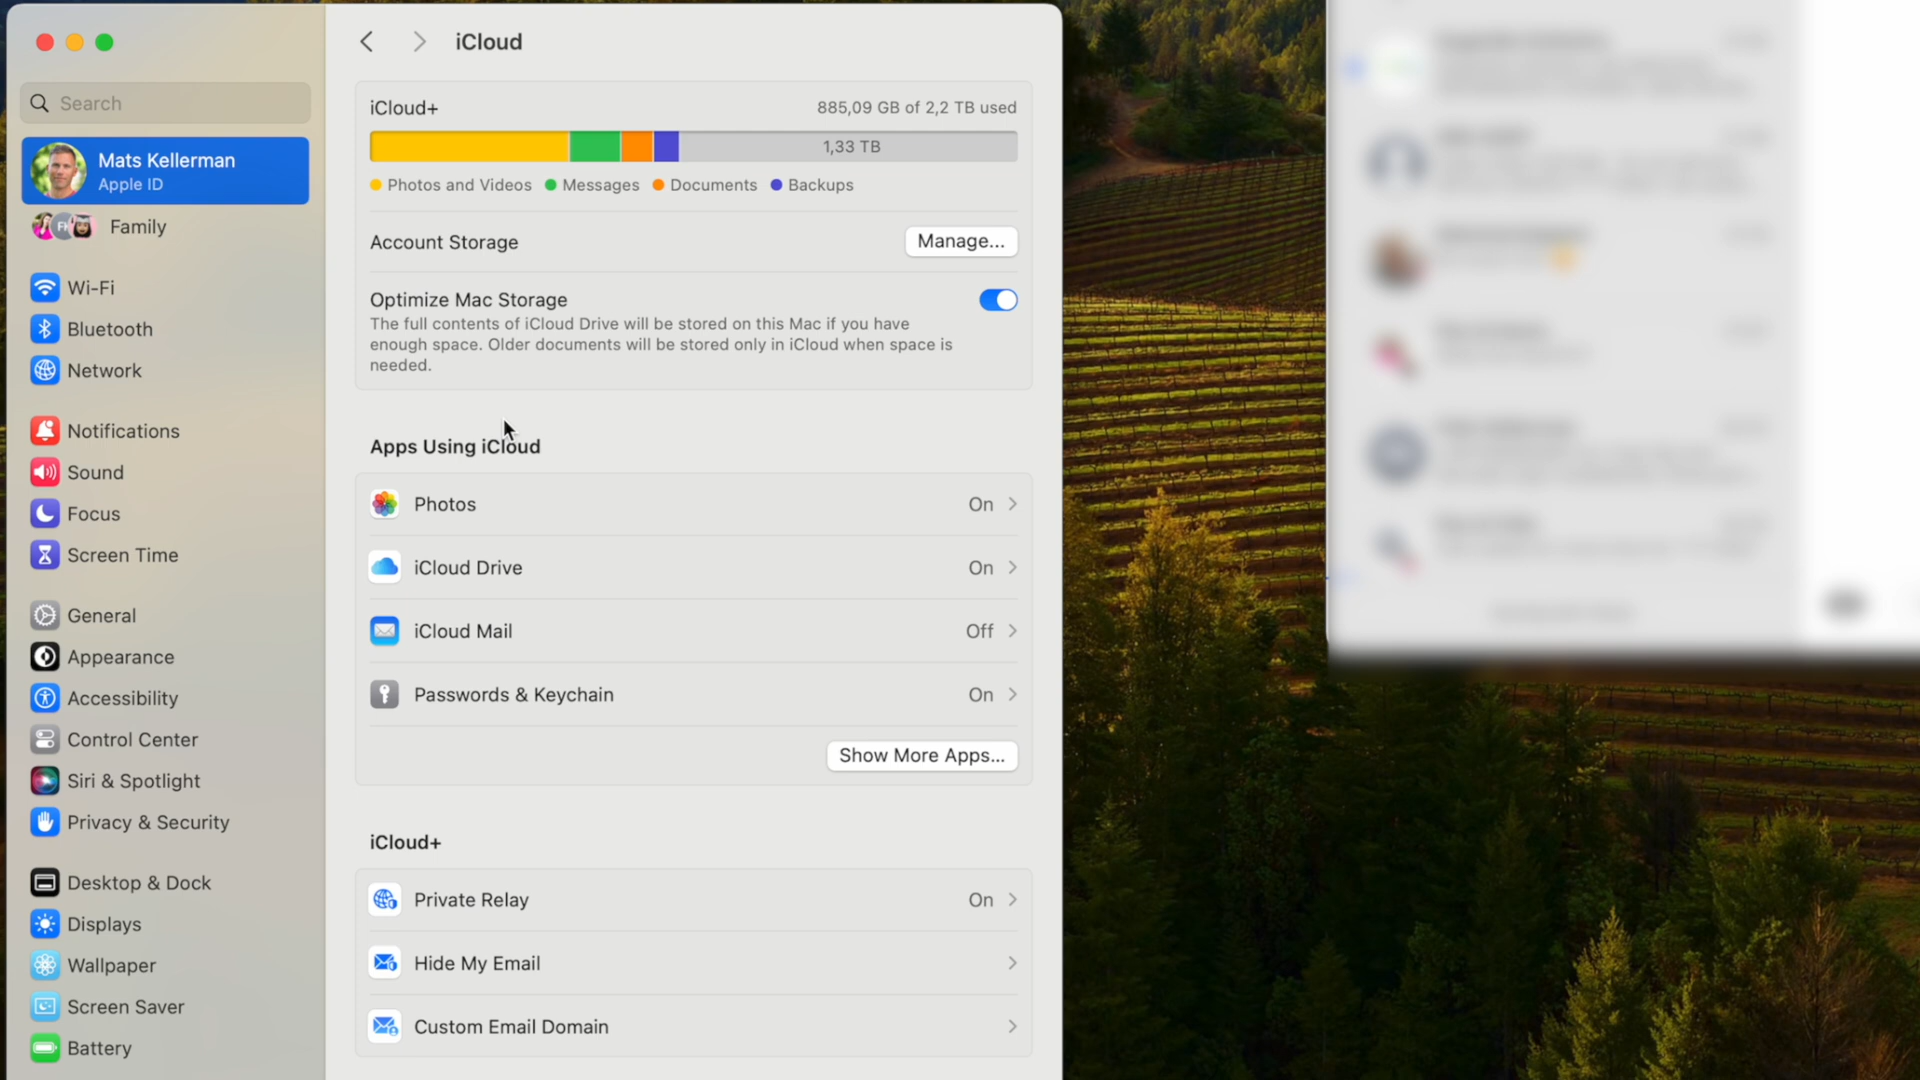 iCloud
Search
Mats Kellerman
Apple ID
FK
Family
Wi-Fi
Bluetooth
Network
Notifications
Sound
Focus
Screen Time
General
Appearance
Accessibility
Control Center
Siri & Spotlight
Privacy & Security
Desktop & Dock
Displays
Wallpaper
Screen Saver
Battery
iCloud+
885,09 GB of 2,2 TB used
1,33 TB
Photos and Videos
Messages
Documents
Backups
Account Storage
Manage...
Optimize Mac Storage
The full contents of iCloud Drive will be stored on this Mac if you have
enough space. Older documents will be stored only in iCloud when space is
needed.
Apps Using iCloud
Photos
On
iCloud Drive
On
iCloud Mail
Off
Passwords & Keychain
On
Show More Apps...
iCloud+
Private Relay
On
Hide My Email
Custom Email Domain